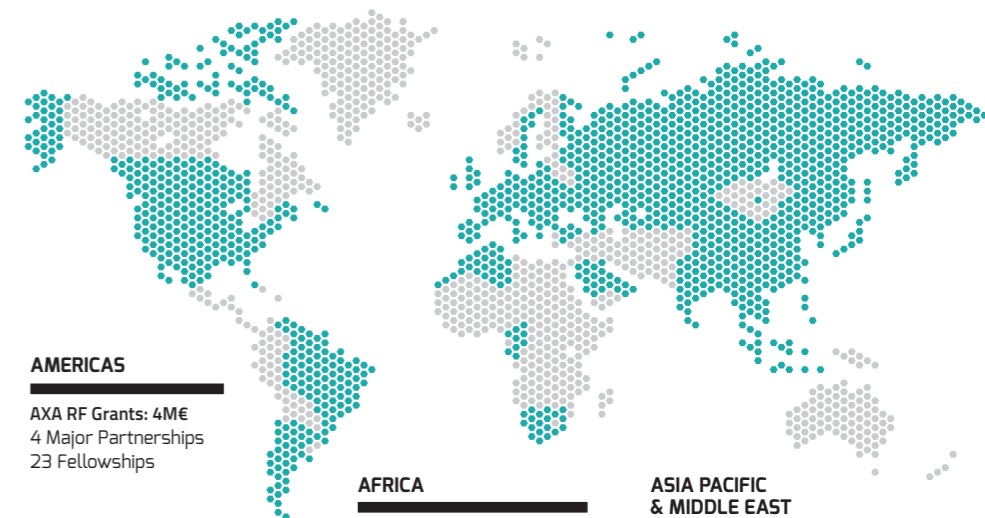 AMERICAS
AXA RF Grants: 4M€
4 Major Partnerships
23 Fellowships
AFRICA
ASIA PACIFIC
& MIDDLE EAST